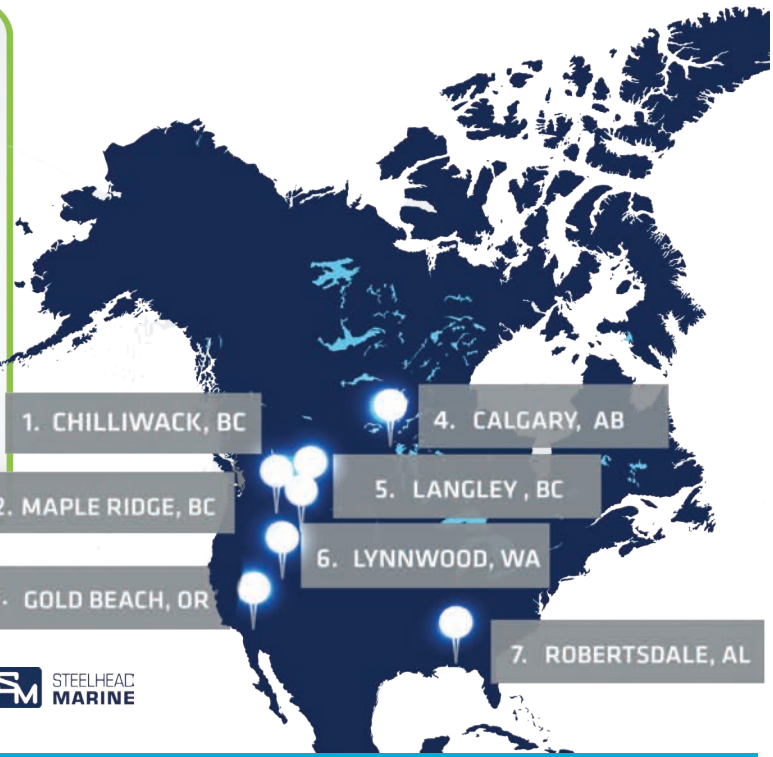 1. CHILLIWACK, BC
4. CALGARY, AB
5. LANGLEY , BC
2. MAPLE RIDGE, BC
6. LYNNWOOD, WA
. GOLD BEACH, OR
7. ROBERTSDALE, AL
SM STEELHEAD
MARINE